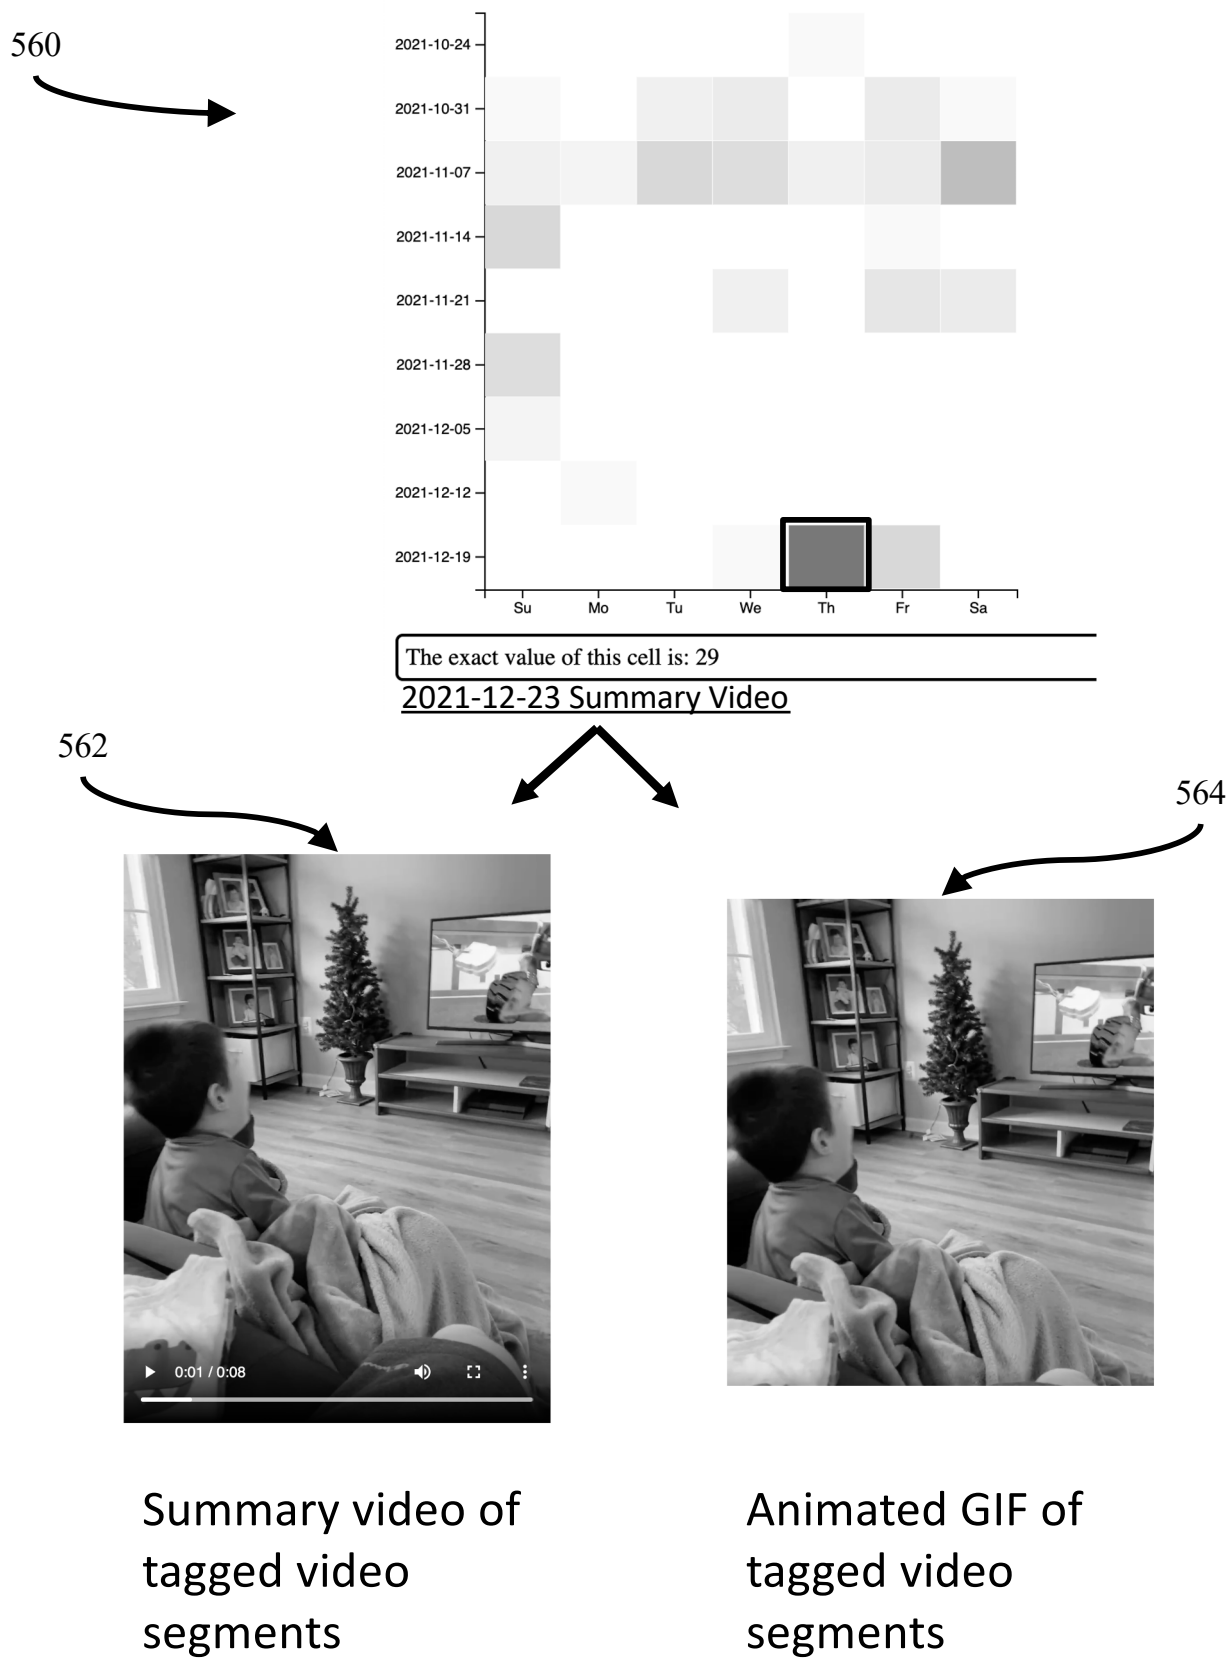 560
2021-10-24
2021-10-31
2021-11-07
2021-11-14
2021-11-21
2021-11-28
2021-12-05
2021-12-12
2021-12-19
Su Mo Tu We Th Fr Sa
The exact value of this cell is: 29
2021-12-23 Summary Video
562
564
0:01 / 0:08
Summary video of
tagged video
segments
Animated GIF of
tagged video
segments